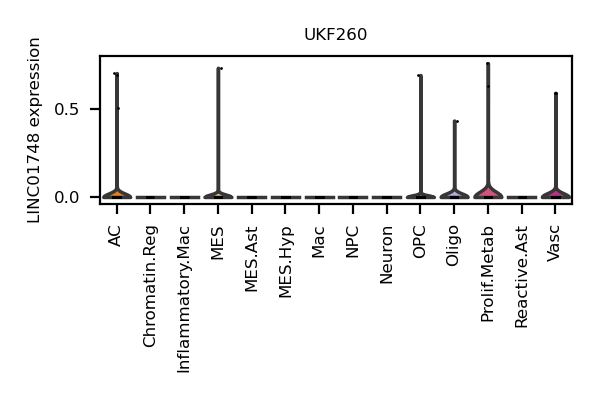 UKF260
LINC01748 expression
0.5
0.0
AC
Chromatin.Reg
Inflammatory.Mac
MES
MES.Ast
MES.Hyp
Mac
NPC
Neuron
OPC
Oligo
Prolif.Metab
Reactive.Ast
Vasc